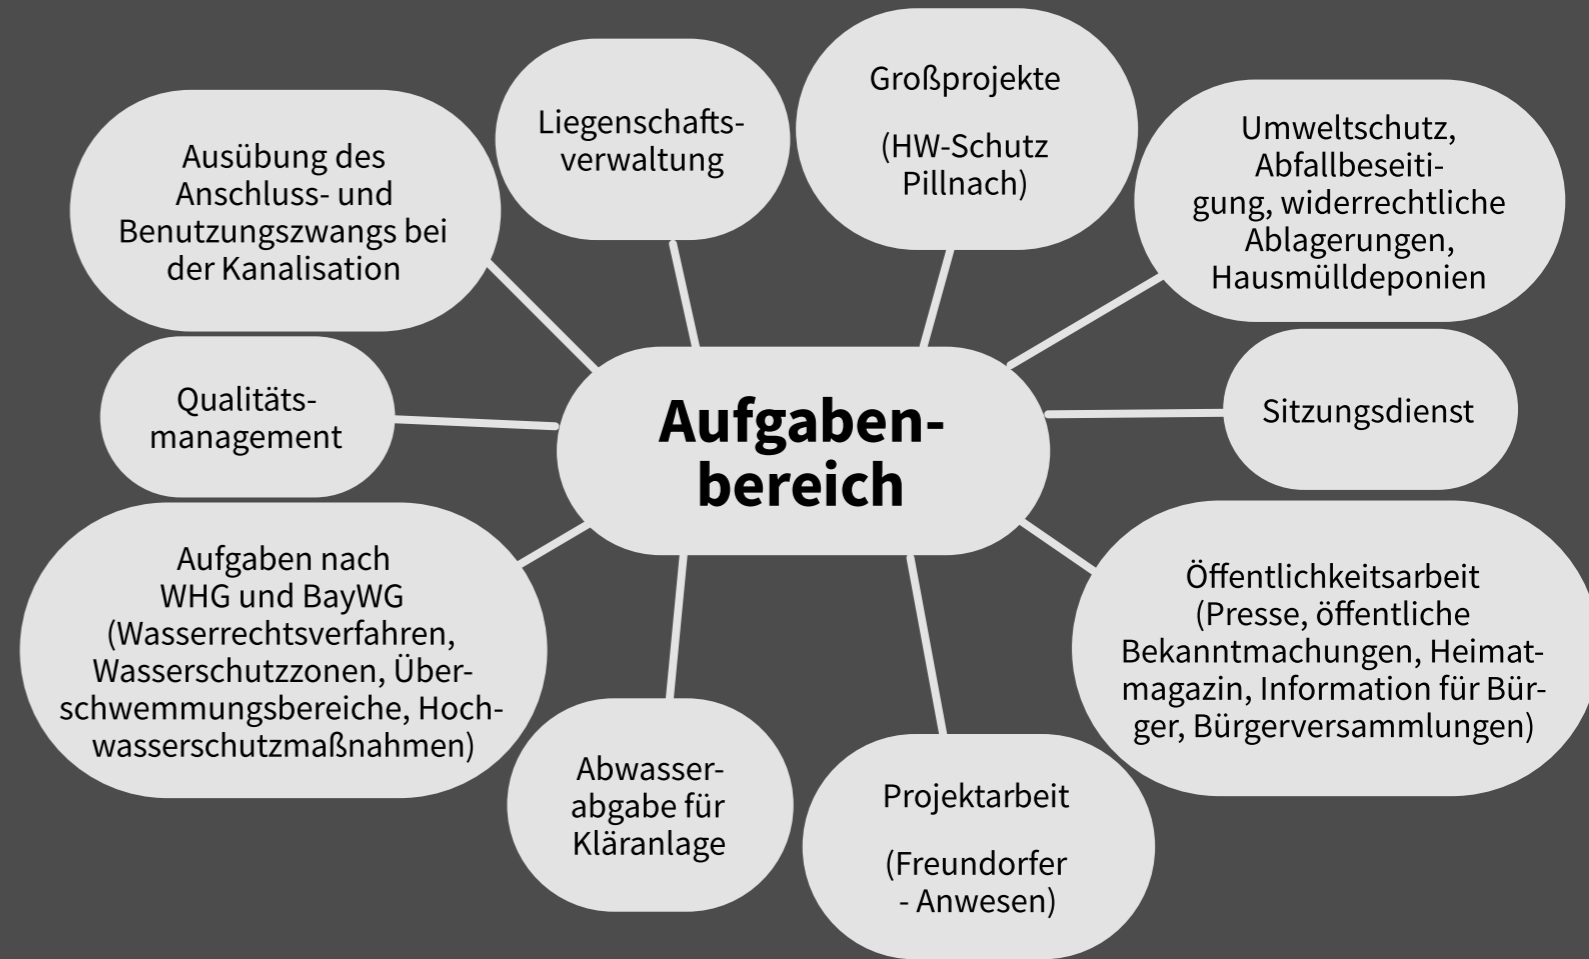 Großprojekte
(HW-Schutz
Pillnach)
Liegenschafts-
verwaltung
Umweltschutz,
Abfallbeseiti-
gung, widerrechtliche
Ablagerungen,
Hausmülldeponien
Ausübung des
Anschluss- und
Benutzungszwangs bei
der Kanalisation
Qualitäts-
management
Aufgaben-
bereich
Sitzungsdienst
Aufgaben nach
WHG und BayWG
(Wasserrechtsverfahren,
Wasserschutzzonen, Über-
schwemmungsbereiche, Hoch-
wasserschutzmaßnahmen)
Öffentlichkeitsarbeit
(Presse, öffentliche
Bekanntmachungen, Heimat-
magazin, Information für Bür-
ger, Bürgerversammlungen)
Abwasser-
abgabe für
Kläranlage
Projektarbeit
(Freundorfer
- Anwesen)